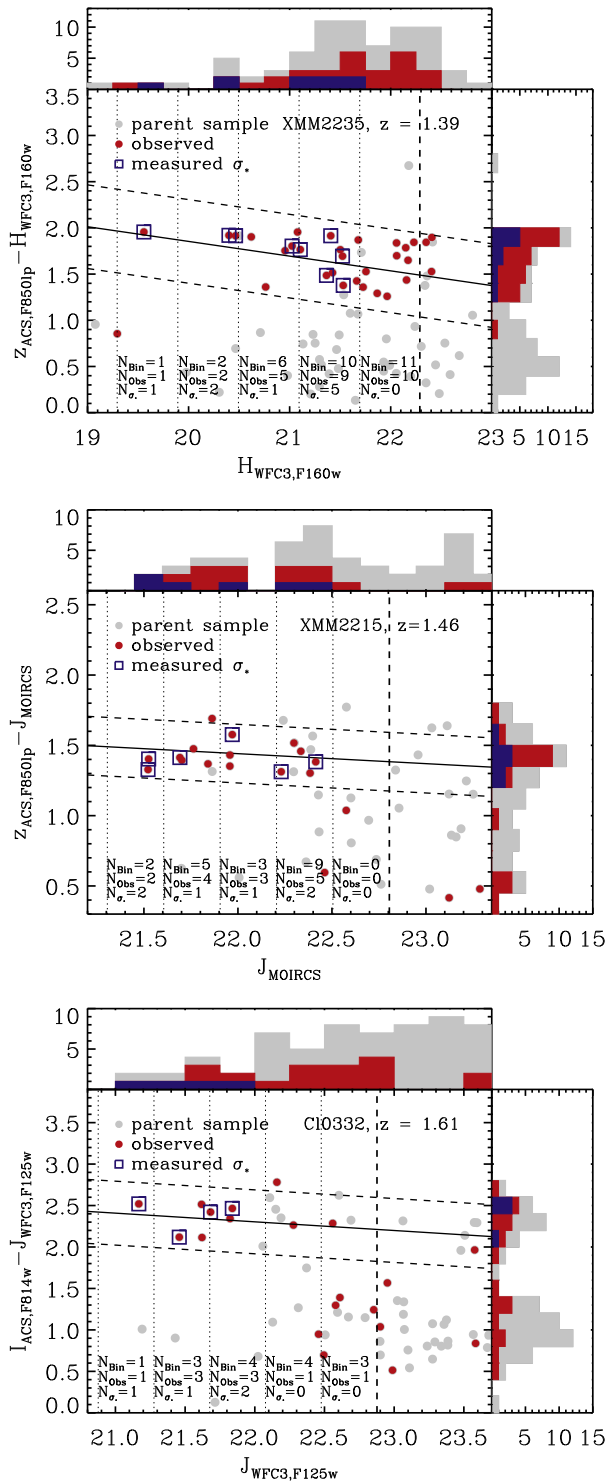 10
5
0
3.5
parent sample XMM2235, z = 1.39
3.0
observed
measured σ*
2.5
2.0
1.5
1.0
0.5
0.0
z_ACS,F850lp−H_WFC3,F160w
N_Bin=1 N_Bin=2 N_Bin=6 N_Bin=10 N_Bin=11
N_Obs=1 N_Obs=2 N_Obs=5 N_Obs=9 N_Obs=10
N_σ*=1 N_σ*=2 N_σ*=1 N_σ*=5 N_σ*=0
19 20 21 22 23 5 10 15
H_WFC3,F160w
10
5
2.5
parent sample XMM2215, z=1.46
observed
measured σ*
2.0
1.5
1.0
0.5
z_ACS,F850lp−J_MOIRCS
N_Bin=2 N_Bin=5 N_Bin=3 N_Bin=9 N_Bin=0
N_Obs=2 N_Obs=4 N_Obs=3 N_Obs=5 N_Obs=0
N_σ*=2 N_σ*=1 N_σ*=1 N_σ*=2 N_σ*=0
21.5 22.0 22.5 23.0 5 10 15
J_MOIRCS
10
5
3.5
parent sample Cl0332, z = 1.61
observed
3.0
measured σ*
2.5
2.0
1.5
1.0
0.5
0.0
I_ACS,F814w−J_WFC3,F125w
N_Bin=1 N_Bin=3 N_Bin=4 N_Bin=4 N_Bin=3
N_Obs=1 N_Obs=3 N_Obs=3 N_Obs=1 N_Obs=1
N_σ*=1 N_σ*=1 N_σ*=2 N_σ*=0 N_σ*=0
21.0 21.5 22.0 22.5 23.0 23.5 5 10 15
J_WFC3,F125w